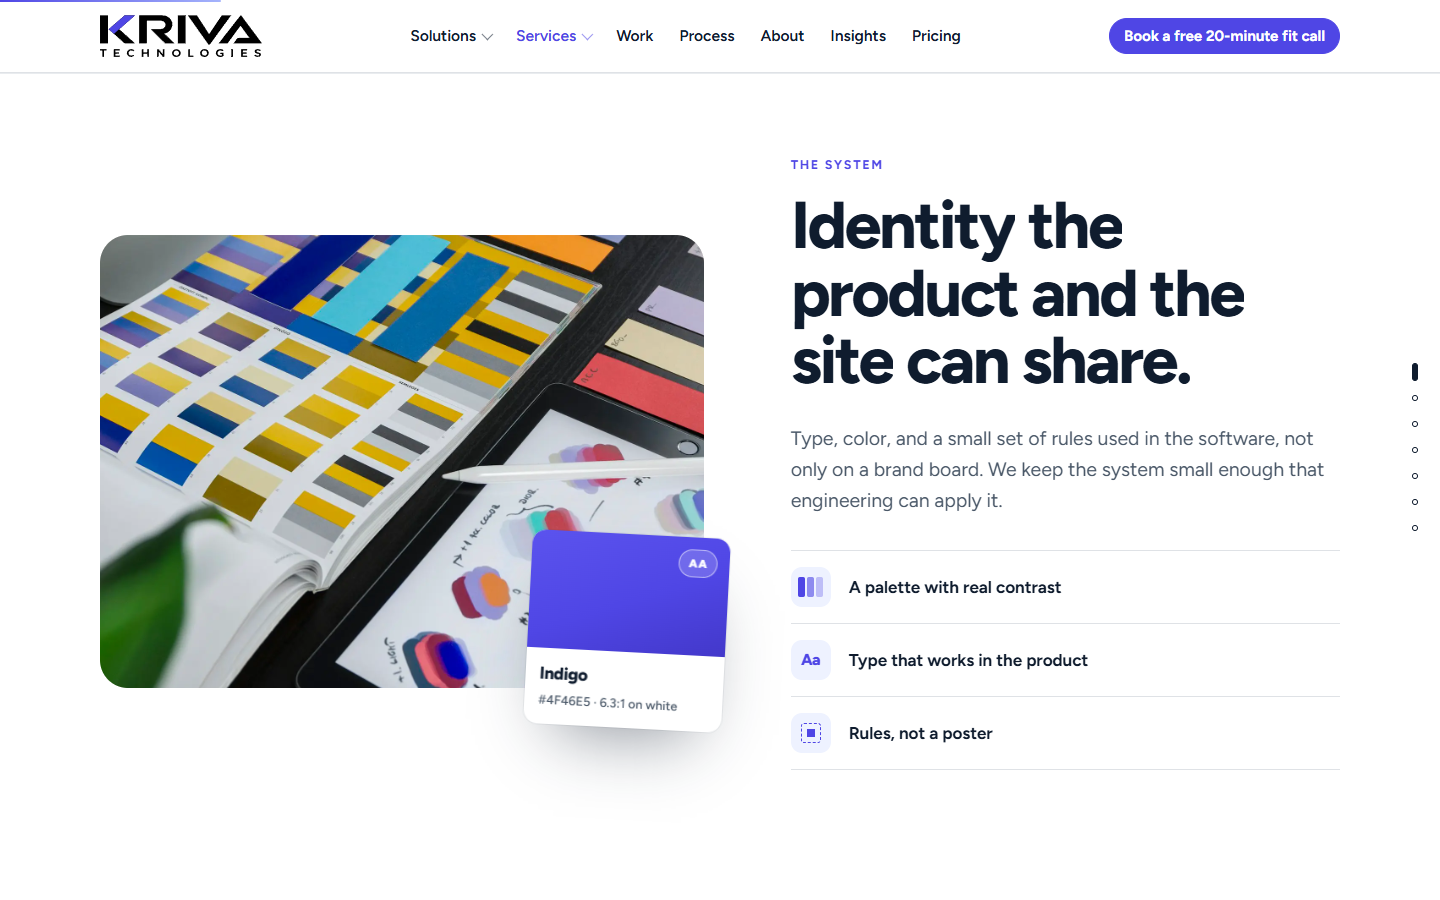 KRIVA
TECHNOLOGIES
Solutions
Services
Work
Process
About
Insights
Pricing
Book a free 20-minute fit call
THE SYSTEM
Identity the
product and the
site can share.
Type, color, and a small set of rules used in the software, not
only on a brand board. We keep the system small enough that
engineering can apply it.
AA
Indigo
#4F46E5 · 6.3:1 on white
A palette with real contrast
Aa
Type that works in the product
Rules, not a poster